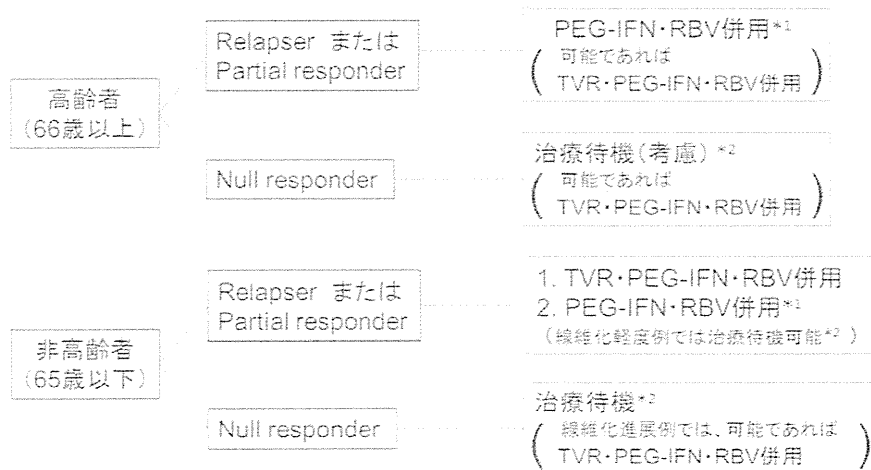 高齢者
(66歳以上)
Relapser または
Partial responder
PEG-IFN・RBV併用*1
可能であれば
TVR・PEG-IFN・RBV併用
Null responder
治療待機(考慮)*2
可能であれば
TVR・PEG-IFN・RBV併用
非高齢者
(65歳以下)
Relapser または
Partial responder
1. TVR・PEG-IFN・RBV併用
2. PEG-IFN・RBV併用*1
(線維化軽度例では治療待機可能*2)
Null responder
治療待機*2
線維化進展例では、可能であれば
TVR・PEG-IFN・RBV併用